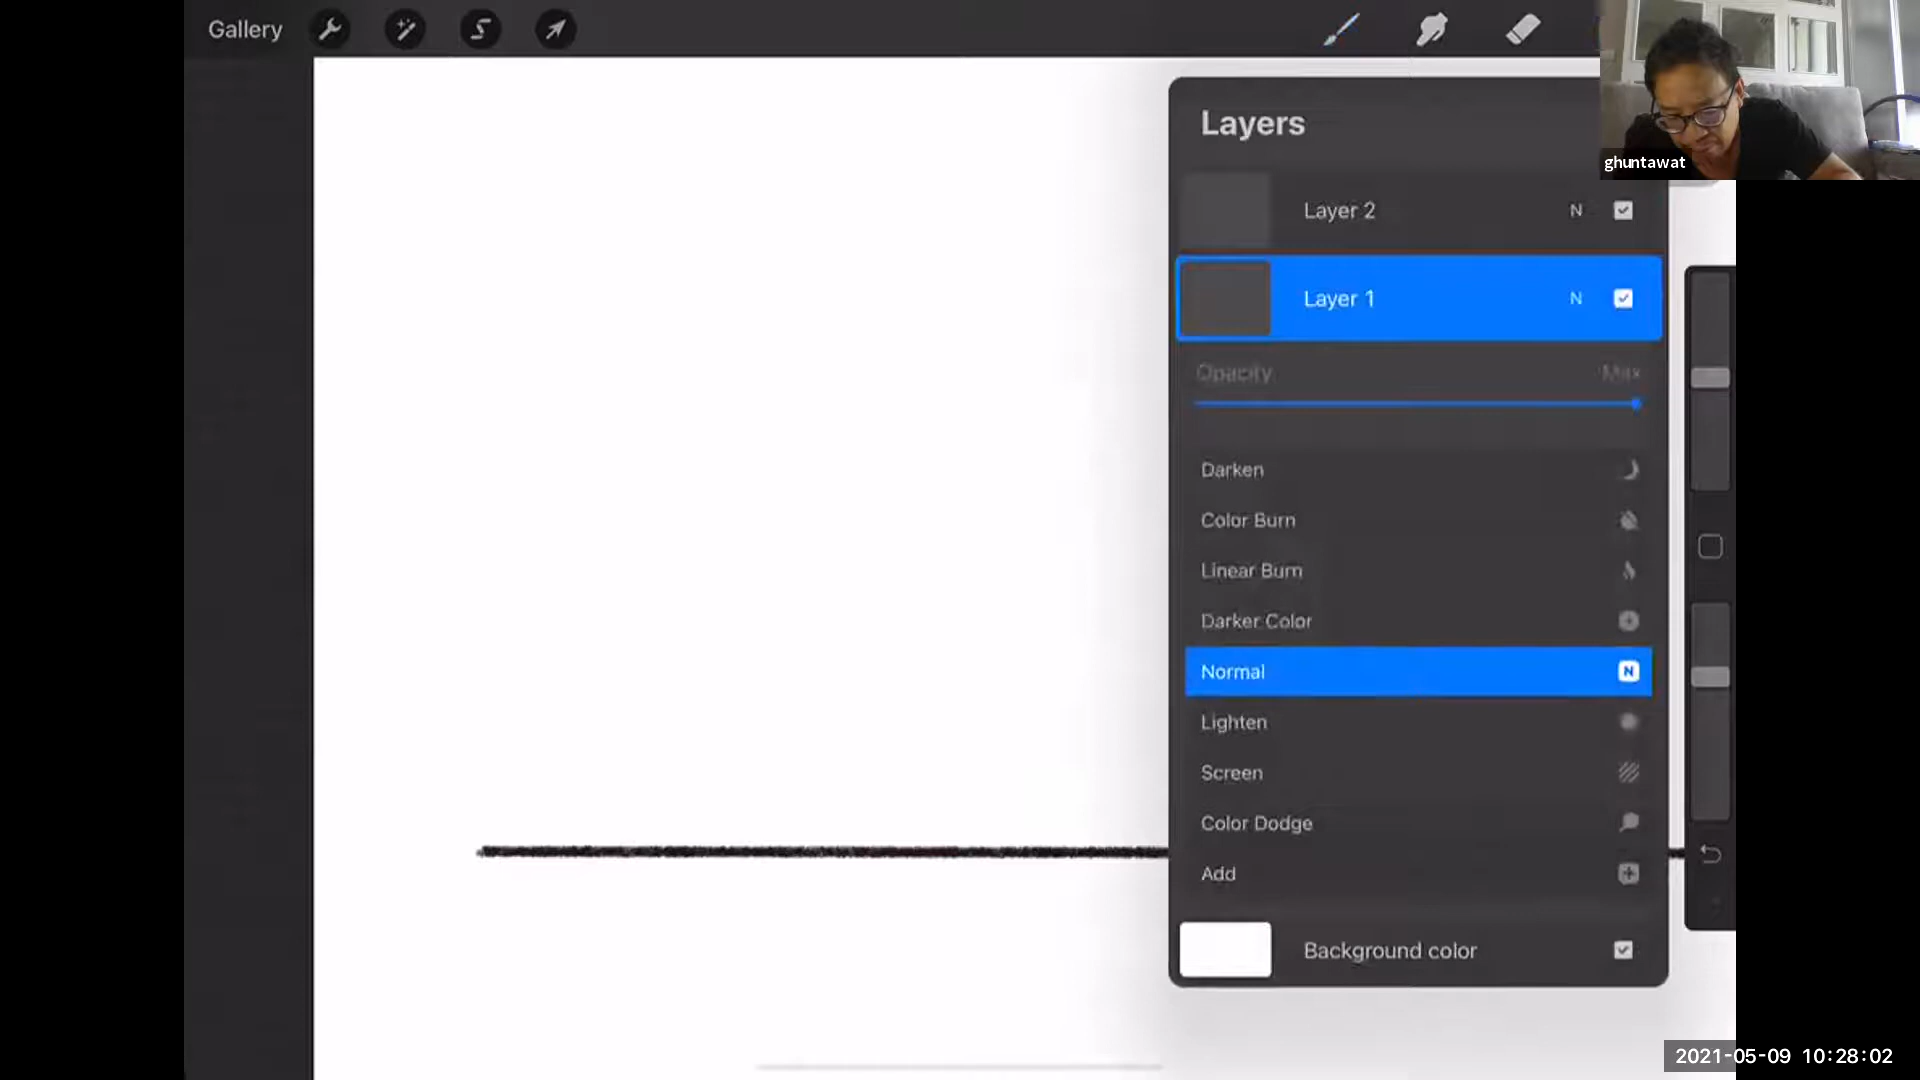 Gallery
ghuntawat
Layers
Layer 2 N
Layer 1 N
Opacity Max
Darken
Color Burn
Linear Burn
Darker Color
Normal N
Lighten
Screen
Color Dodge
Add
Background color
2021-05-09 10:28:02